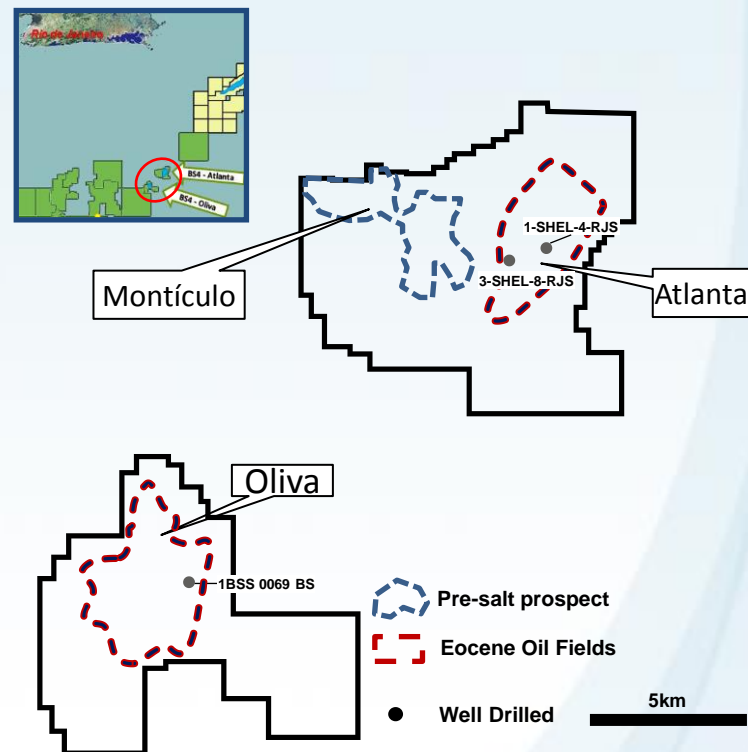 Rio de Janeiro
BS4 - Atlanta
BS4 - Oliva
1-SHEL-4-RJS
3-SHEL-8-RJS
Montículo
Atlanta
Oliva
1BSS 0069 BS
Pre-salt prospect
Eocene Oil Fields
Well Drilled
5km